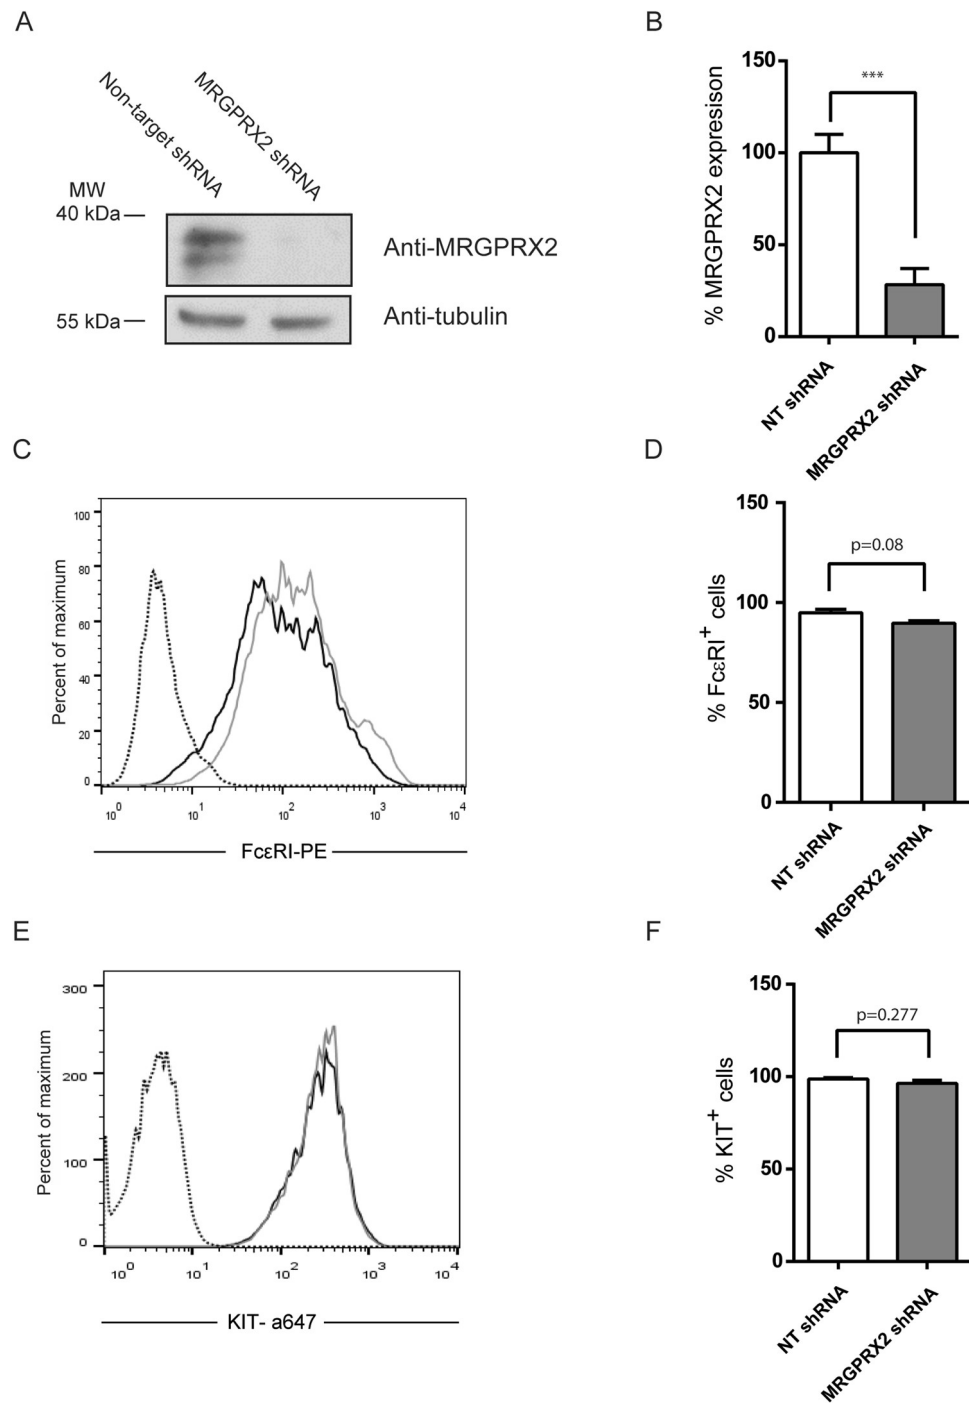 A
Non-target shRNA
MRGPRX2 shRNA
MW
40 kDa
Anti-MRGPRX2
55 kDa
Anti-tubulin
B
150
100
50
0
% MRGPRX2 expresison
***
NT shRNA
MRGPRX2 shRNA
C
100
80
60
40
20
0
Percent of maximum
10^0
10^1
10^2
10^3
10^4
FcεRI-PE
D
150
100
50
0
% FcεRI^+ cells
p=0.08
NT shRNA
MRGPRX2 shRNA
E
300
200
100
0
Percent of maximum
10^0
10^1
10^2
10^3
10^4
KIT- a647
F
150
100
50
0
% KIT^+ cells
p=0.277
NT shRNA
MRGPRX2 shRNA